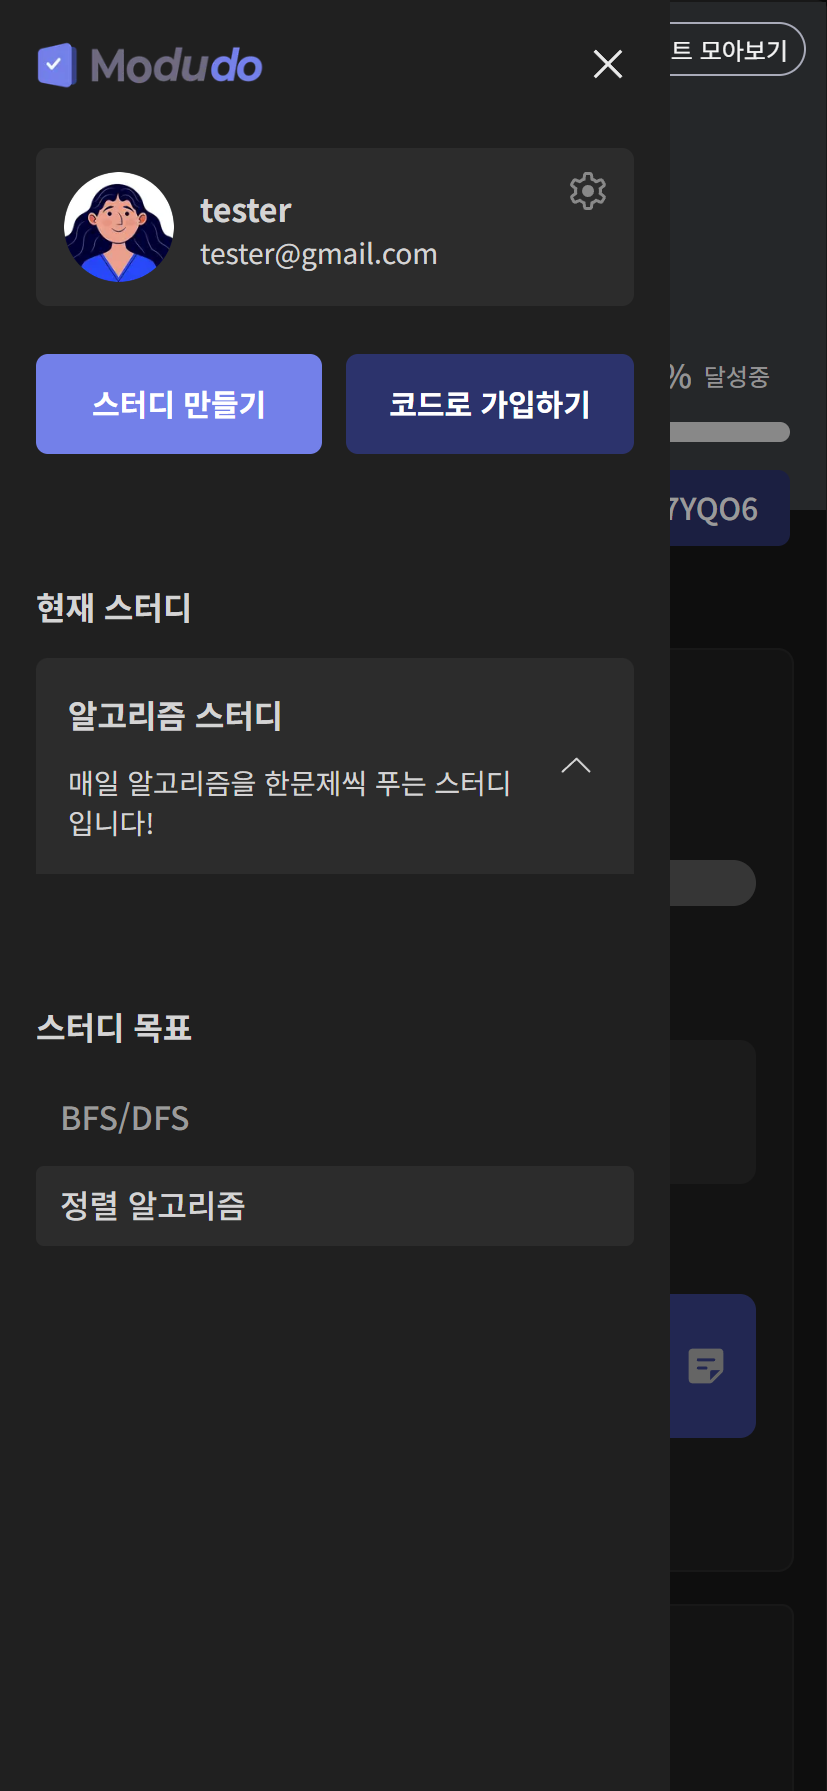 Modudo
트 모아보기
tester
tester@gmail.com
스터디 만들기
코드로 가입하기
% 달성중
7YQO6
현재 스터디
알고리즘 스터디
매일 알고리즘을 한문제씩 푸는 스터디
입니다!
스터디 목표
BFS/DFS
정렬 알고리즘